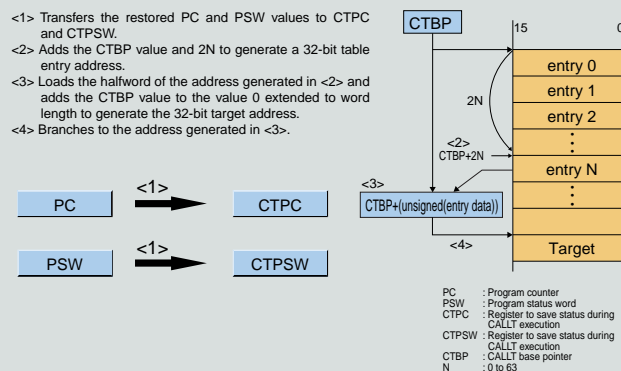 <1> Transfers the restored PC and PSW values to CTPC
and CTPSW.
<2> Adds the CTBP value and 2N to generate a 32-bit table
entry address.
<3> Loads the halfword of the address generated in <2> and
adds the CTBP value to the value 0 extended to word
length to generate the 32-bit target address.
<4> Branches to the address generated in <3>.
PC
<1>
CTPC
PSW
<1>
CTPSW
CTBP
15
0
entry 0
entry 1
entry 2
2N
<2>
CTBP+2N
entry N
<3>
CTBP+(unsigned(entry data))
<4>
Target
PC : Program counter
PSW : Program status word
CTPC : Register to save status during
CALLT execution
CTPSW : Register to save status during
CALLT execution
CTBP : CALLT base pointer
N : 0 to 63